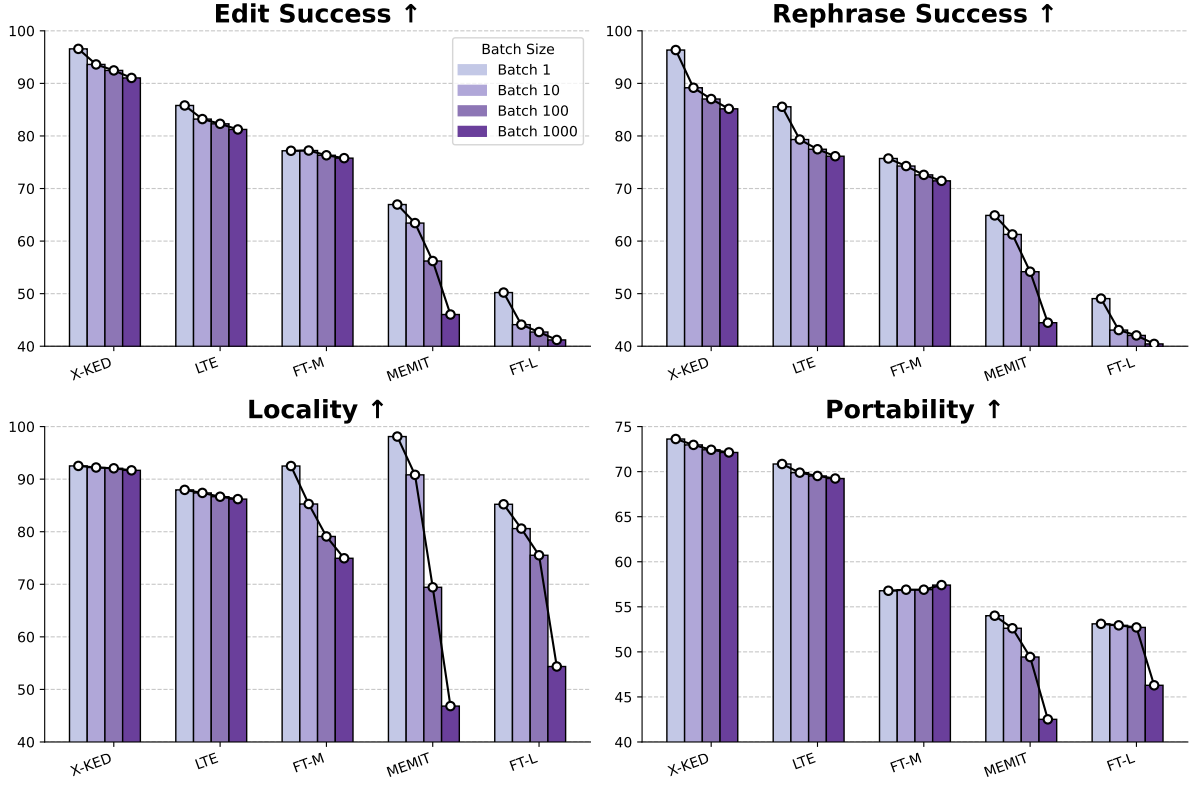 Edit Success ↑
100
90
80
70
60
50
40
Batch Size
Batch 1
Batch 10
Batch 100
Batch 1000
X-KED
LTE
FT-M
MEMIT
FT-L
Rephrase Success ↑
100
90
80
70
60
50
40
X-KED
LTE
FT-M
MEMIT
FT-L
Locality ↑
100
90
80
70
60
50
40
X-KED
LTE
FT-M
MEMIT
FT-L
Portability ↑
75
70
65
60
55
50
45
40
X-KED
LTE
FT-M
MEMIT
FT-L